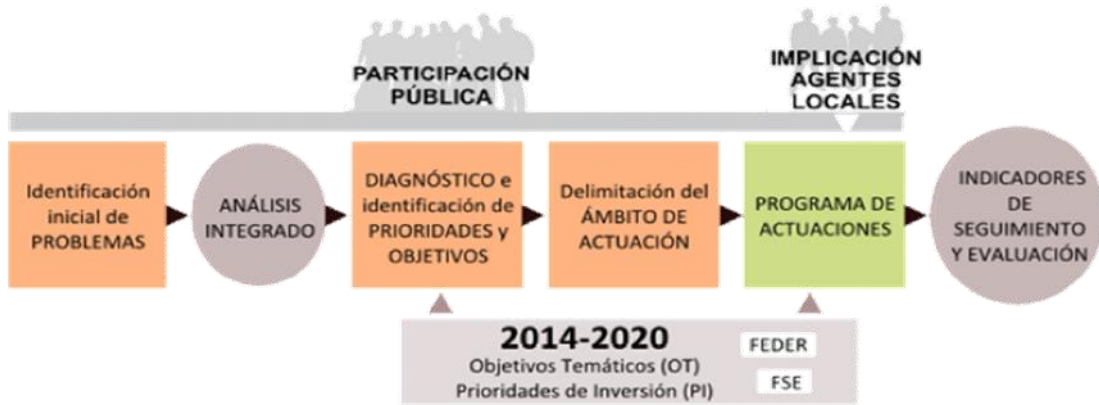 PARTICIPACIÓN
PÚBLICA
IMPLICACIÓN
AGENTES
LOCALES
Identificación
inicial de
PROBLEMAS
ANÁLISIS
INTEGRADO
DIAGNÓSTICO e
identificación de
PRIORIDADES y
OBJETIVOS
Delimitación del
ÁMBITO DE
ACTUACIÓN
PROGRAMA DE
ACTUACIONES
INDICADORES
DE
SEGUIMIENTO
Y EVALUACIÓN
2014-2020
Objetivos Temáticos (OT)
Prioridades de Inversión (PI)
FEDER
FSE